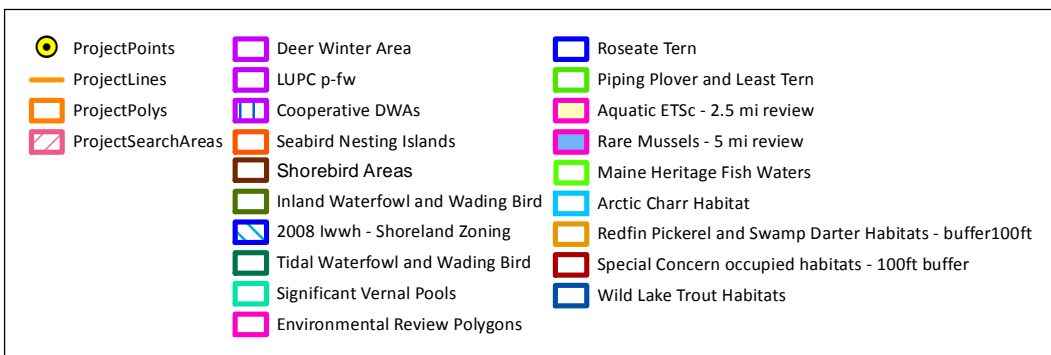 ProjectPoints
ProjectLines
ProjectPolys
ProjectSearchAreas
Deer Winter Area
LUPC p-fw
Cooperative DWAs
Seabird Nesting Islands
Shorebird Areas
Inland Waterfowl and Wading Bird
2008 Iwwh - Shoreland Zoning
Tidal Waterfowl and Wading Bird
Significant Vernal Pools
Environmental Review Polygons
Roseate Tern
Piping Plover and Least Tern
Aquatic ETSc - 2.5 mi review
Rare Mussels - 5 mi review
Maine Heritage Fish Waters
Arctic Charr Habitat
Redfin Pickerel and Swamp Darter Habitats - buffer100ft
Special Concern occupied habitats - 100ft buffer
Wild Lake Trout Habitats